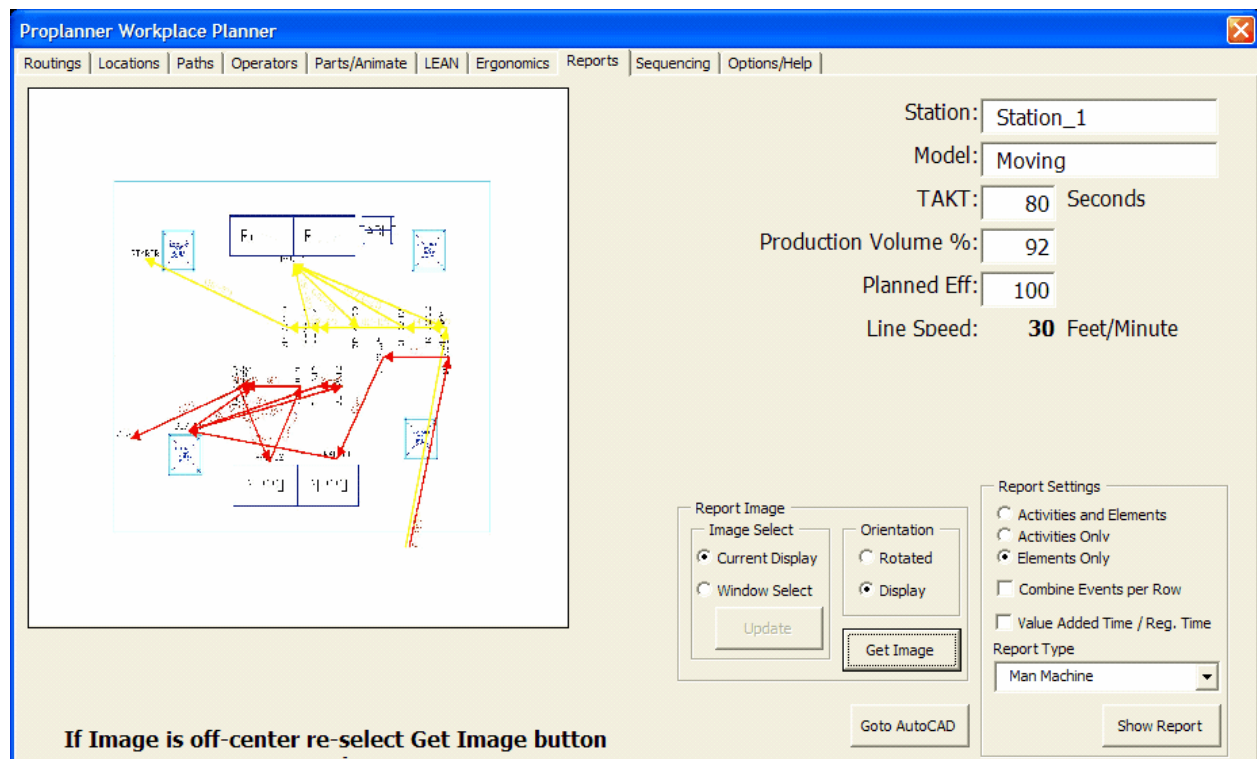 Proplanner Workplace Planner
Routings Locations Paths Operators Parts/Animate LEAN Ergonomics Reports Sequencing Options/Help
Station: Station_1
Model: Moving
TAKT: 80 Seconds
Production Volume %: 92
Planned Eff: 100
Line Speed: 30 Feet/Minute
Report Image
Image Select
Current Display
Window Select
Update
Orientation
Rotated
Display
Get Image
Report Settings
Activities and Elements
Activities Only
Elements Only
Combine Events per Row
Value Added Time / Reg. Time
Report Type
Man Machine
Goto AutoCAD
Show Report
If Image is off-center re-select Get Image button